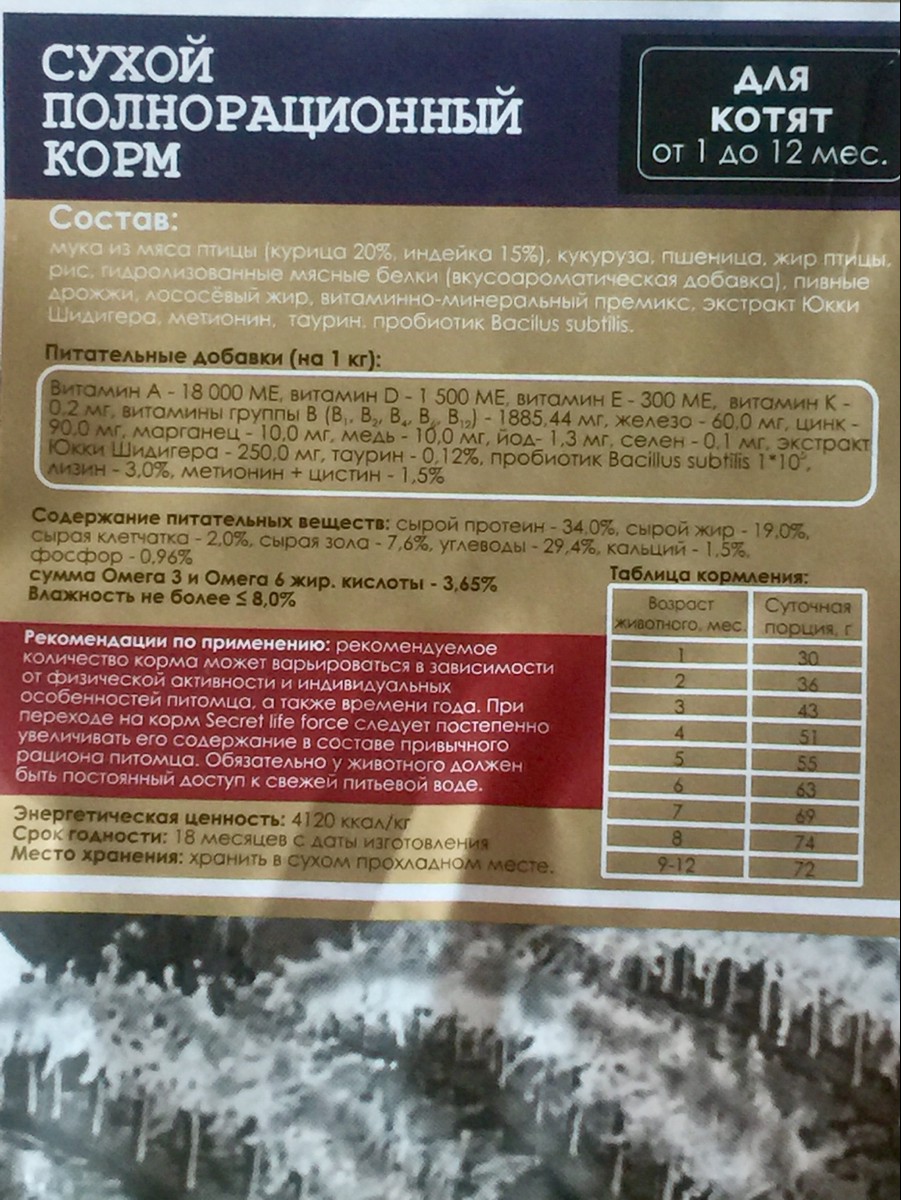 СУХОЙ
ПОЛНОРАЦИОННЫЙ
КОРМ
ДЛЯ
КОТЯТ
от 1 до 12 мес.
Состав:
мука из мяса птицы (курица 20%, индейка 15%), кукуруза, пшеница, жир птицы,
рис, гидролизованные мясные белки (вкусоароматическая добавка), пивные
дрожжи, лососёвый жир, витаминно-минеральный премикс, экстракт Юкки
Шидигера, метионин, таурин, пробиотик Bacilus subtilis.
Питательные добавки (на 1 кг):
Витамин А - 18 000 МЕ, витамин D - 1 500 МЕ, витамин Е - 300 МЕ, витамин К -
0,2 мг, витамины группы В (В₁, В₂, В₄, В₆, В₁₂) - 1885,44 мг, железо - 60,0 мг, цинк -
90,0 мг, марганец - 10,0 мг, медь - 10,0 мг, йод- 1,3 мг, селен - 0,1 мг, экстракт
Юкки Шидигера - 250,0 мг, таурин - 0,12%, пробиотик Bacillus subtilis 1*10⁵,
лизин - 3,0%, метионин + цистин - 1,5%
Содержание питательных веществ: сырой протеин - 34,0%, сырой жир - 19,0%,
сырая клетчатка - 2,0%, сырая зола - 7,6%, углеводы - 29,4%, кальций - 1,5%,
фосфор - 0,96%
сумма Омега 3 и Омега 6 жир. кислоты - 3,65%
Влажность не более ≤ 8,0%
Рекомендации по применению: рекомендуемое
количество корма может варьироваться в зависимости
от физической активности и индивидуальных
особенностей питомца, а также времени года. При
переходе на корм Secret life force следует постепенно
увеличивать его содержание в составе привычного
рациона питомца. Обязательно у животного должен
быть постоянный доступ к свежей питьевой воде.
Энергетическая ценность: 4120 ккал/кг
Срок годности: 18 месяцев с даты изготовления
Место хранения: хранить в сухом прохладном месте.
Таблица кормления:
Возраст животного, мес. Суточная порция, г
1 30
2 36
3 43
4 51
5 55
6 63
7 69
8 74
9-12 72